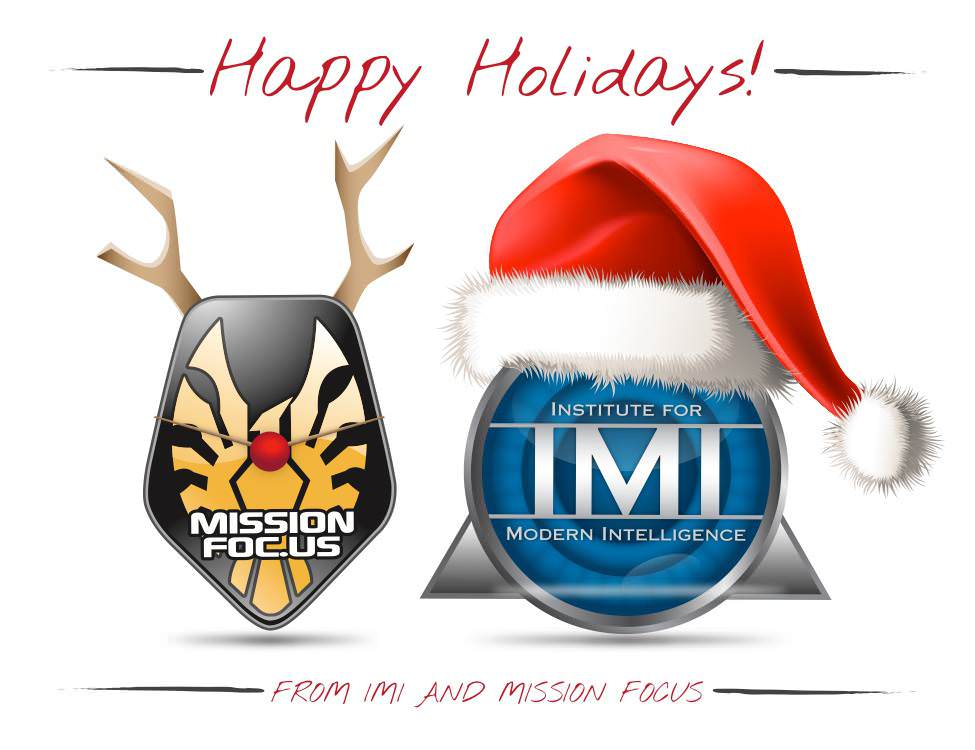 Happy Holidays!
MISSION
FOC.US
INSTITUTE FOR
IMI
MODERN INTELLIGENCE
FROM IMI AND MISSION FOCUS